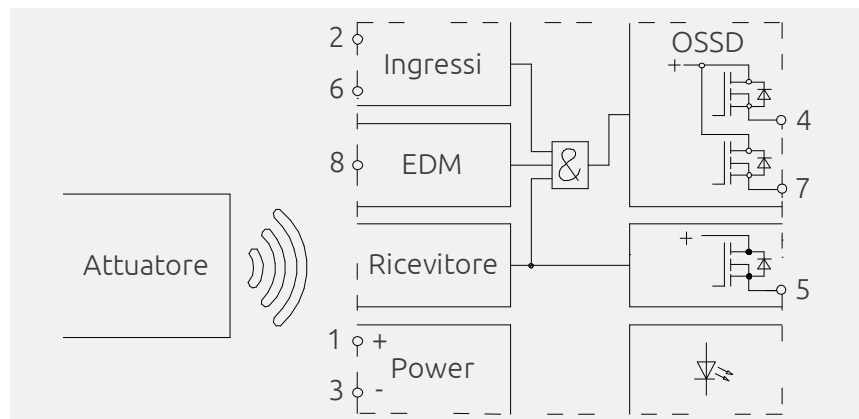 2
Ingressi
6
OSSD
+
4
&
8
EDM
7
Attuatore
Ricevitore
+
5
1
+
Power
3
-